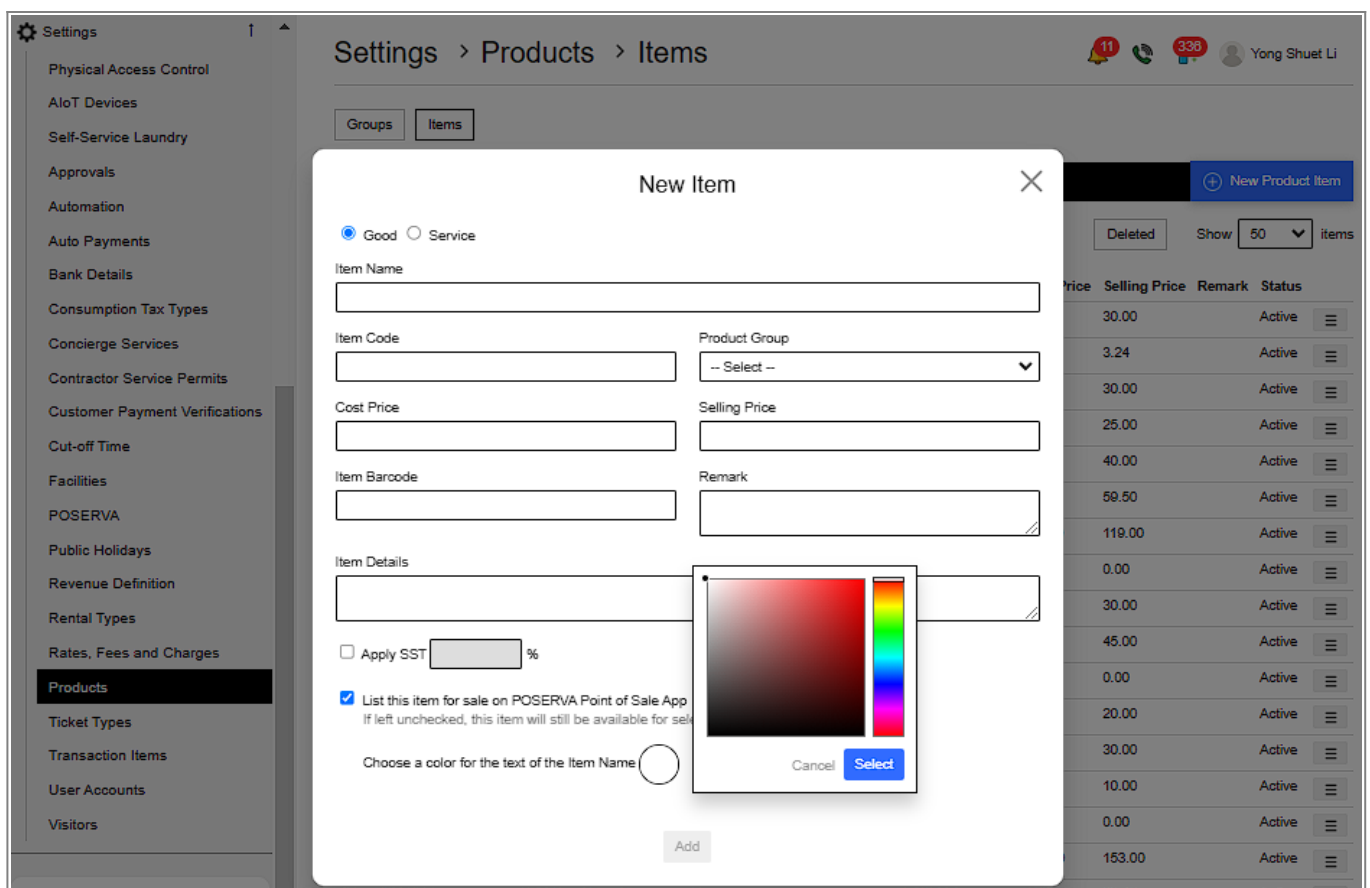 Settings
Physical Access Control
AIoT Devices
Self-Service Laundry
Approvals
Automation
Auto Payments
Bank Details
Consumption Tax Types
Concierge Services
Contractor Service Permits
Customer Payment Verifications
Cut-off Time
Facilities
POSERVA
Public Holidays
Revenue Definition
Rental Types
Rates, Fees and Charges
Products
Ticket Types
Transaction Items
User Accounts
Visitors
Settings > Products > Items
11 336 Yong Shuet Li
Groups Items
New Product Item
Deleted Show 50 items
Price Selling Price Remark Status
30.00 Active
3.24 Active
30.00 Active
25.00 Active
40.00 Active
59.50 Active
119.00 Active
0.00 Active
30.00 Active
45.00 Active
0.00 Active
20.00 Active
30.00 Active
10.00 Active
0.00 Active
153.00 Active
New Item
Good Service
Item Name
Item Code Product Group
-- Select --
Cost Price Selling Price
Item Barcode Remark
Item Details
Apply SST %
List this item for sale on POSERVA Point of Sale App
If left unchecked, this item will still be available for
Choose a color for the text of the Item Name
Cancel Select
Add